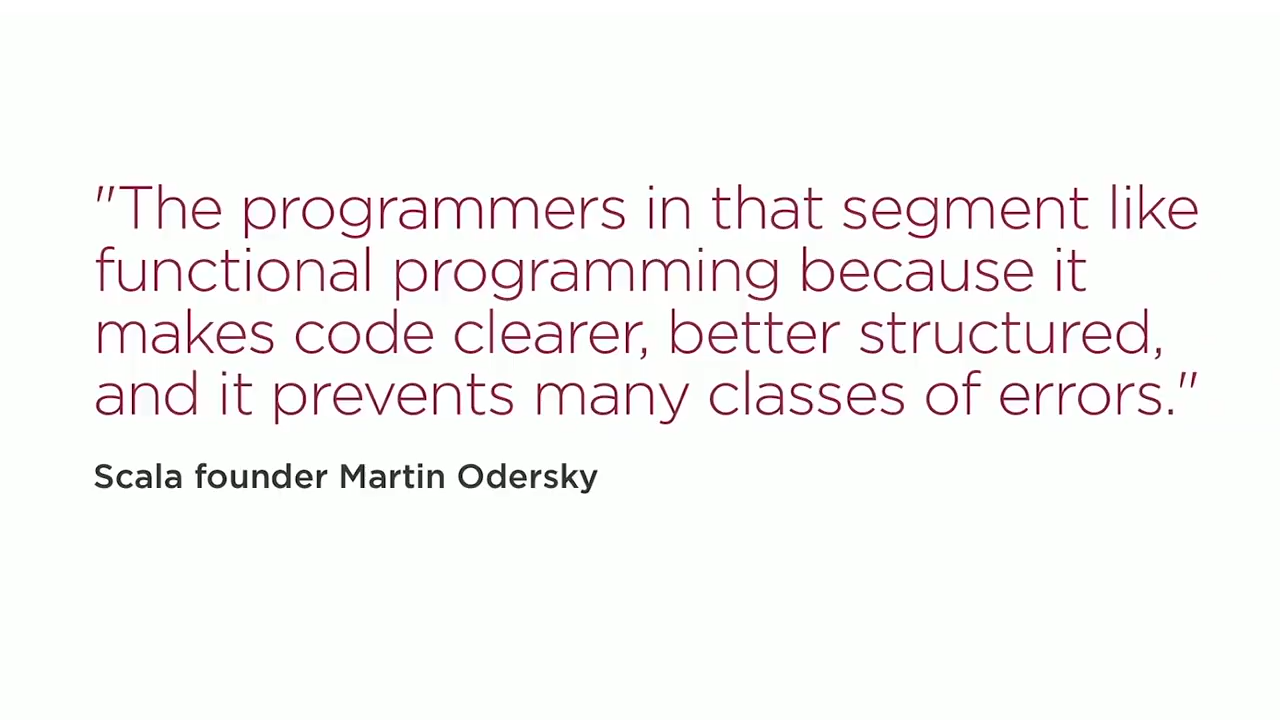 "The programmers in that segment like
functional programming because it
makes code clearer, better structured,
and it prevents many classes of errors."
Scala founder Martin Odersky